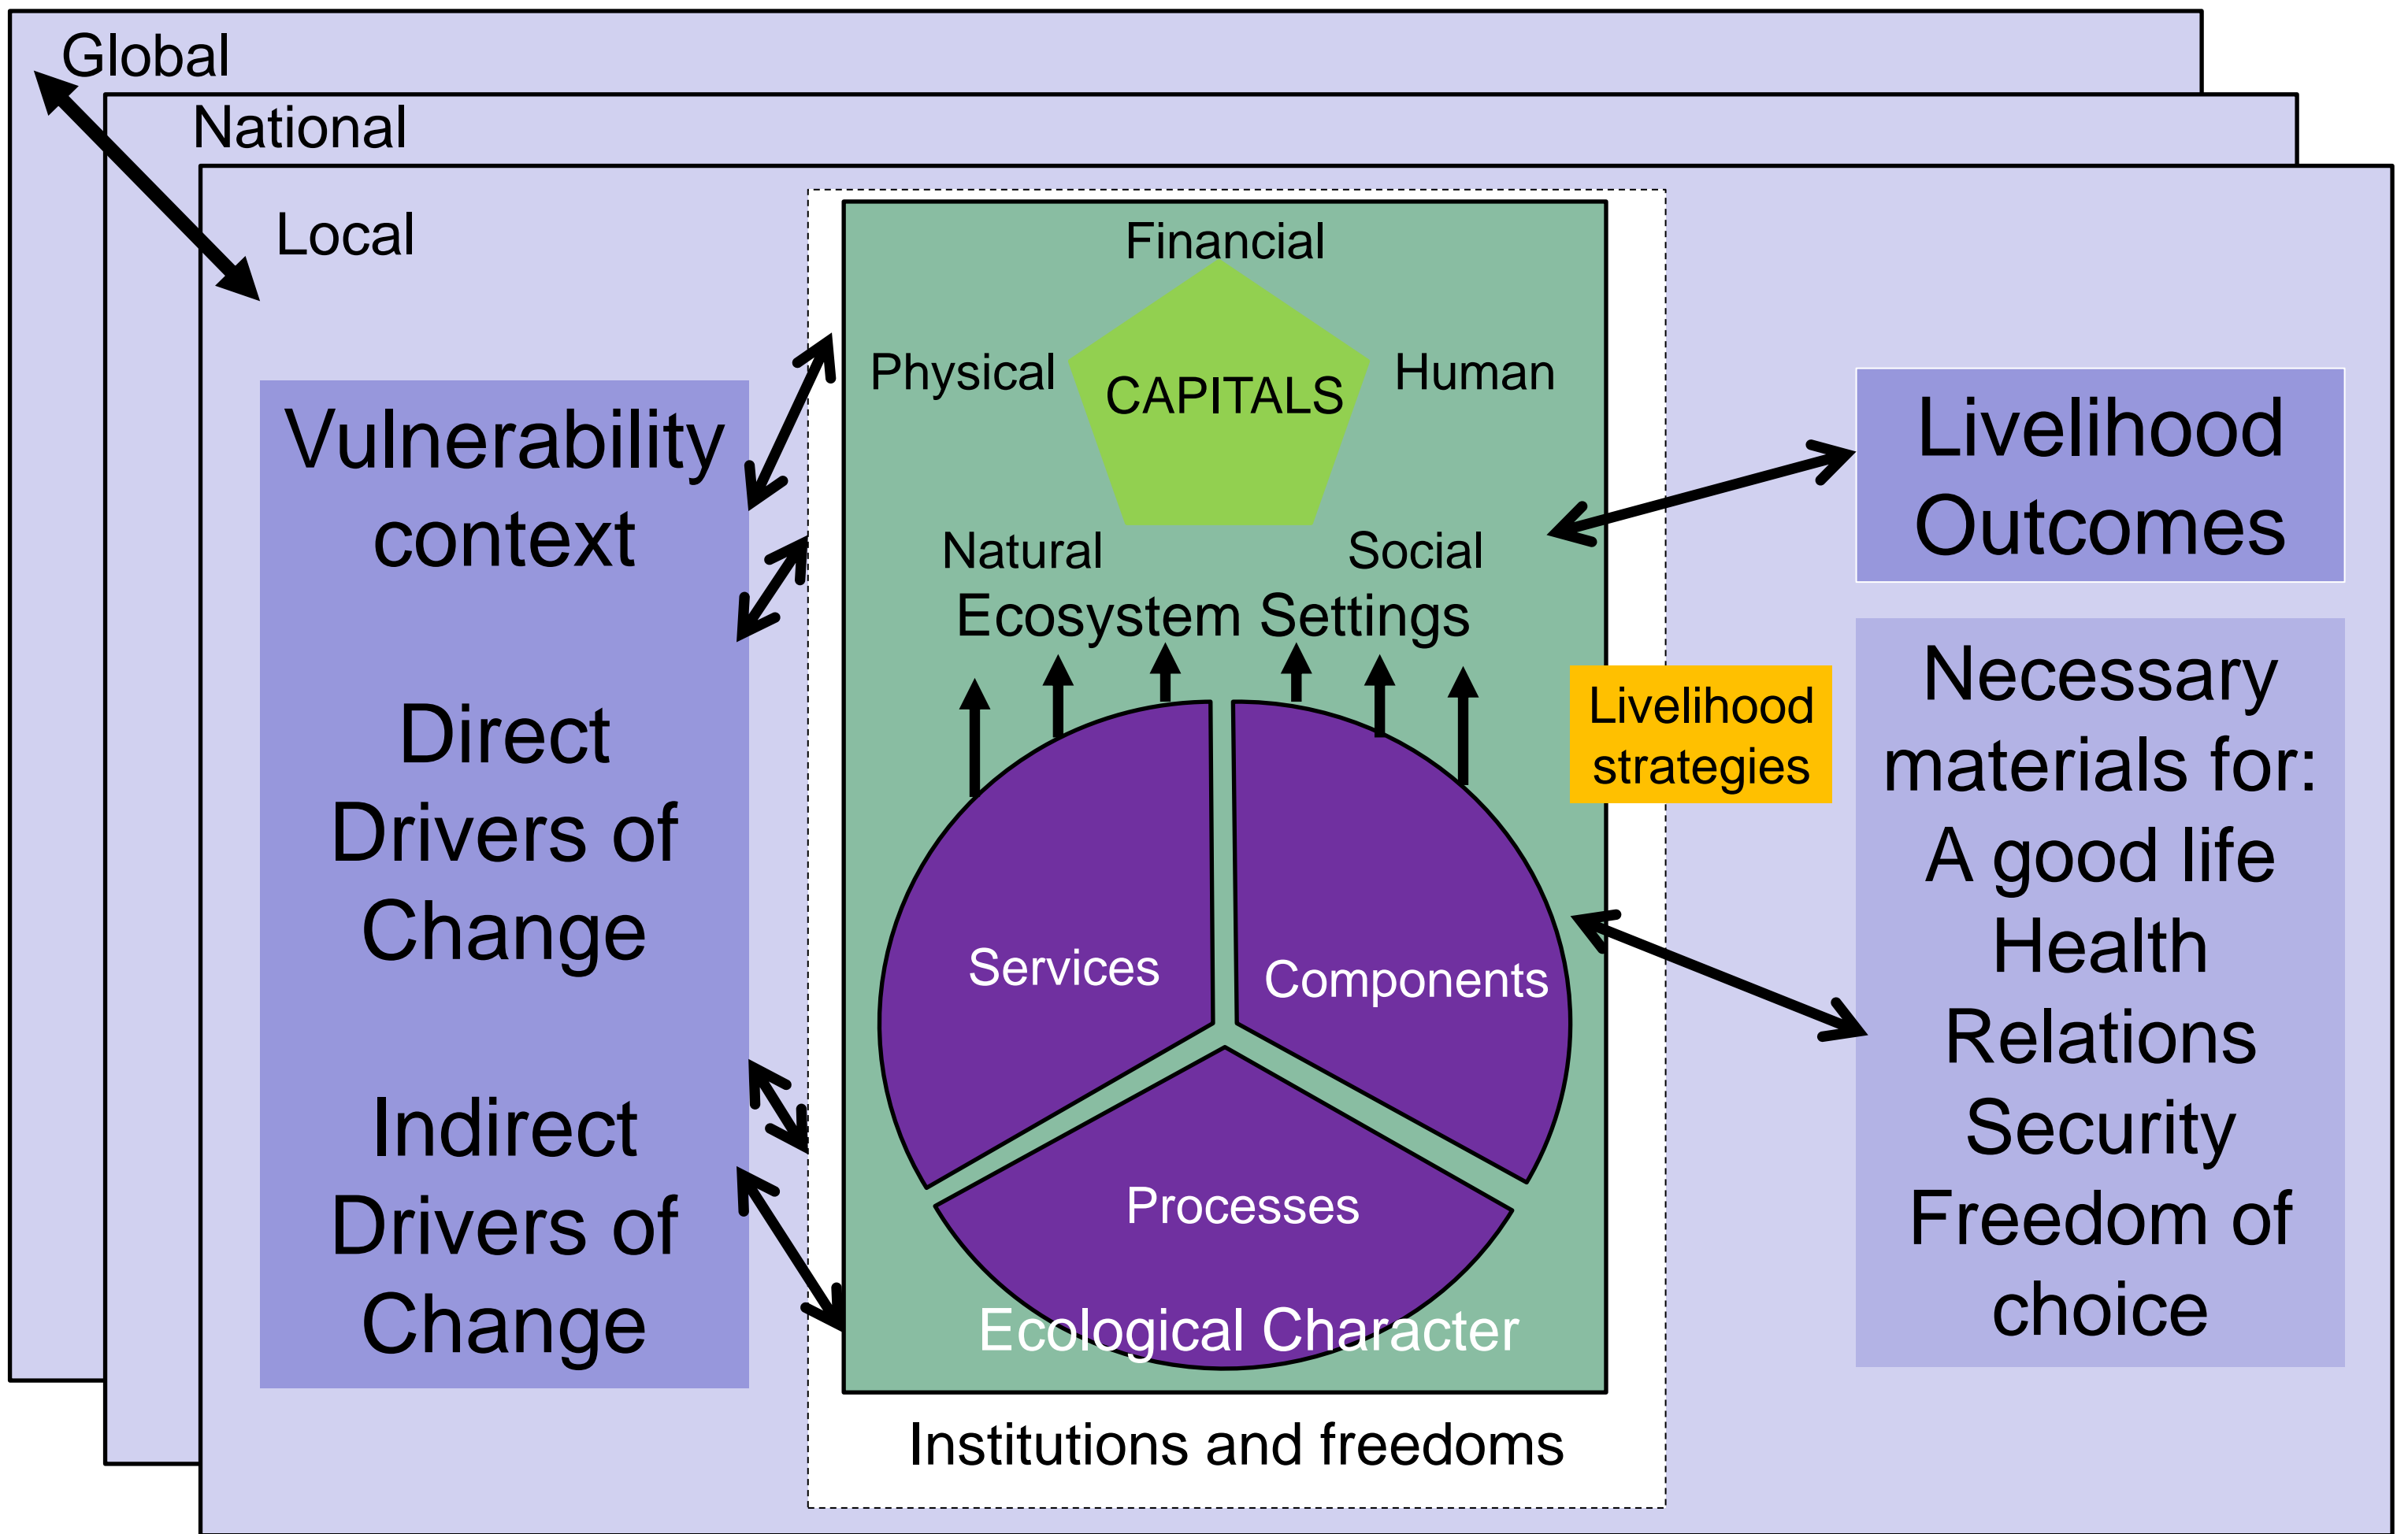 Global
National
Local
Vulnerability
context
Direct
Drivers of
Change
Indirect
Drivers of
Change
Financial
Physical
CAPITALS
Human
Natural
Social
Ecosystem Settings
Services
Components
Processes
Ecological Character
Institutions and freedoms
Livelihood
strategies
Livelihood
Outcomes
Necessary
materials for:
A good life
Health
Relations
Security
Freedom of
choice